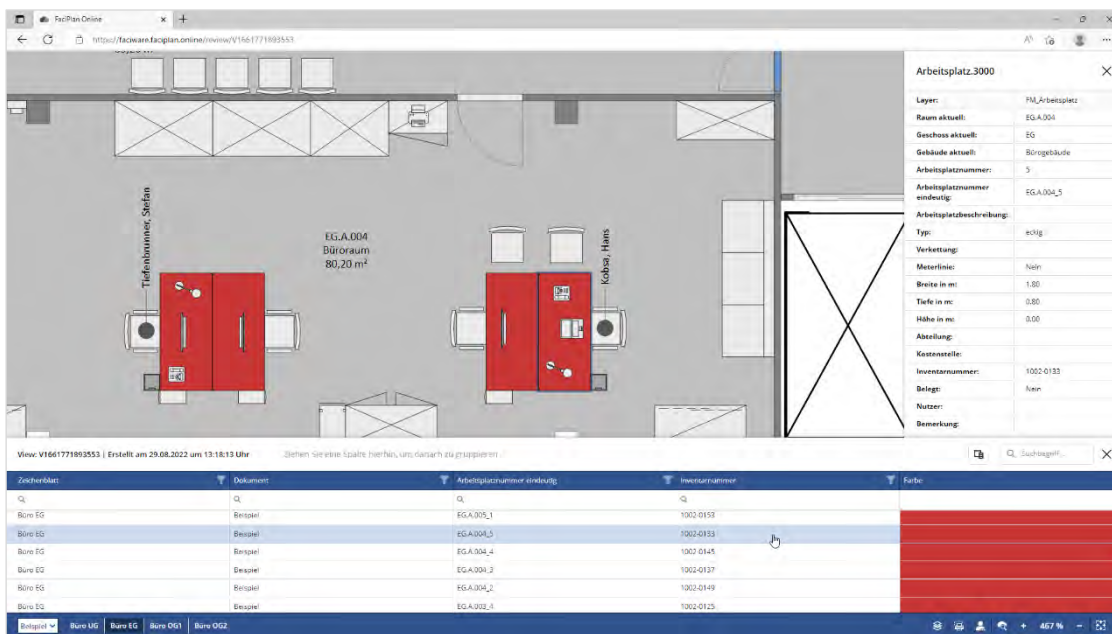 FaciPlan Online
https://faciware.faciplan.online/review/V1661771893553
Tiefenbrunner, Stefan
EG.A.004
Büroraum
80,20 m²
Kobsa, Hans
Arbeitsplatz.3000
Layer: FM_Arbeitsplatz
Raum aktuell: EG.A.004
Geschoss aktuell: EG
Gebäude aktuell: Bürogebäude
Arbeitsplatznummer: 5
Arbeitsplatznummer
eindeutig: EG.A.004_5
Arbeitsplatzbeschreibung:
Typ: eckig
Verkettung:
Meterlinie: Nein
Breite in m: 1.80
Tiefe in m: 0.80
Höhe in m: 0.00
Abteilung:
Kostenstelle:
Inventarnummer: 1002-0133
Belegt: Nein
Nutzer:
Bemerkung:
View: V1661771893553 | Erstellt am 29.08.2022 um 13:18:13 Uhr Ziehen Sie eine Spalte hierhin, um danach zu gruppieren Suchbegriff...
Zeichenblatt Dokument Arbeitsplatznummer eindeutig Inventarnummer Farbe
Büro EG Beispiel EG.A.005_1 1002-0153
Büro EG Beispiel EG.A.004_5 1002-0133
Büro EG Beispiel EG.A.004_4 1002-0145
Büro EG Beispiel EG.A.004_3 1002-0137
Büro EG Beispiel EG.A.004_2 1002-0149
Büro EG Beispiel EG.A.003_4 1002-0125
Beispiel Büro UG Büro EG Büro OG1 Büro OG2 + 467 % −